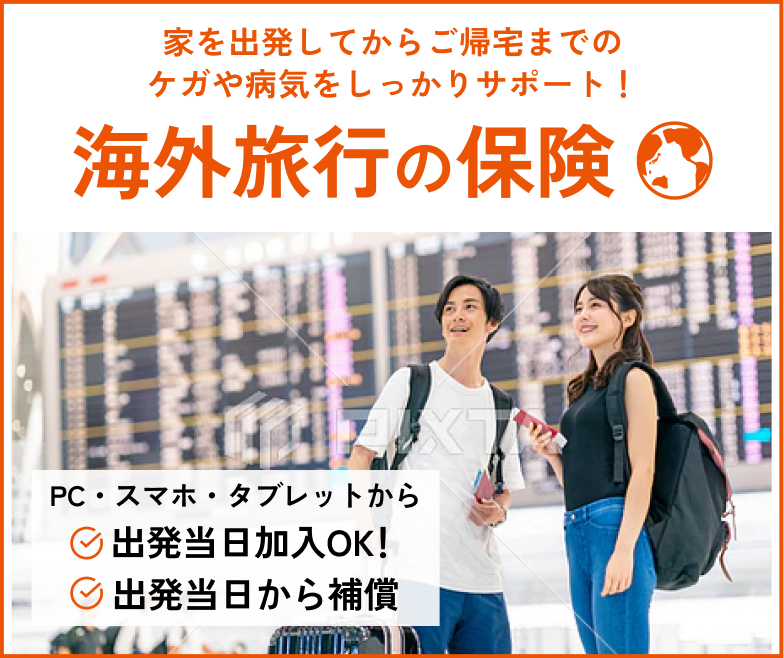 家を出発してからご帰宅までの
ケガや病気をしっかりサポート！
海外旅行の保険
PIXTA
PC・スマホ・タブレットから
出発当日加入OK!
出発当日から補償